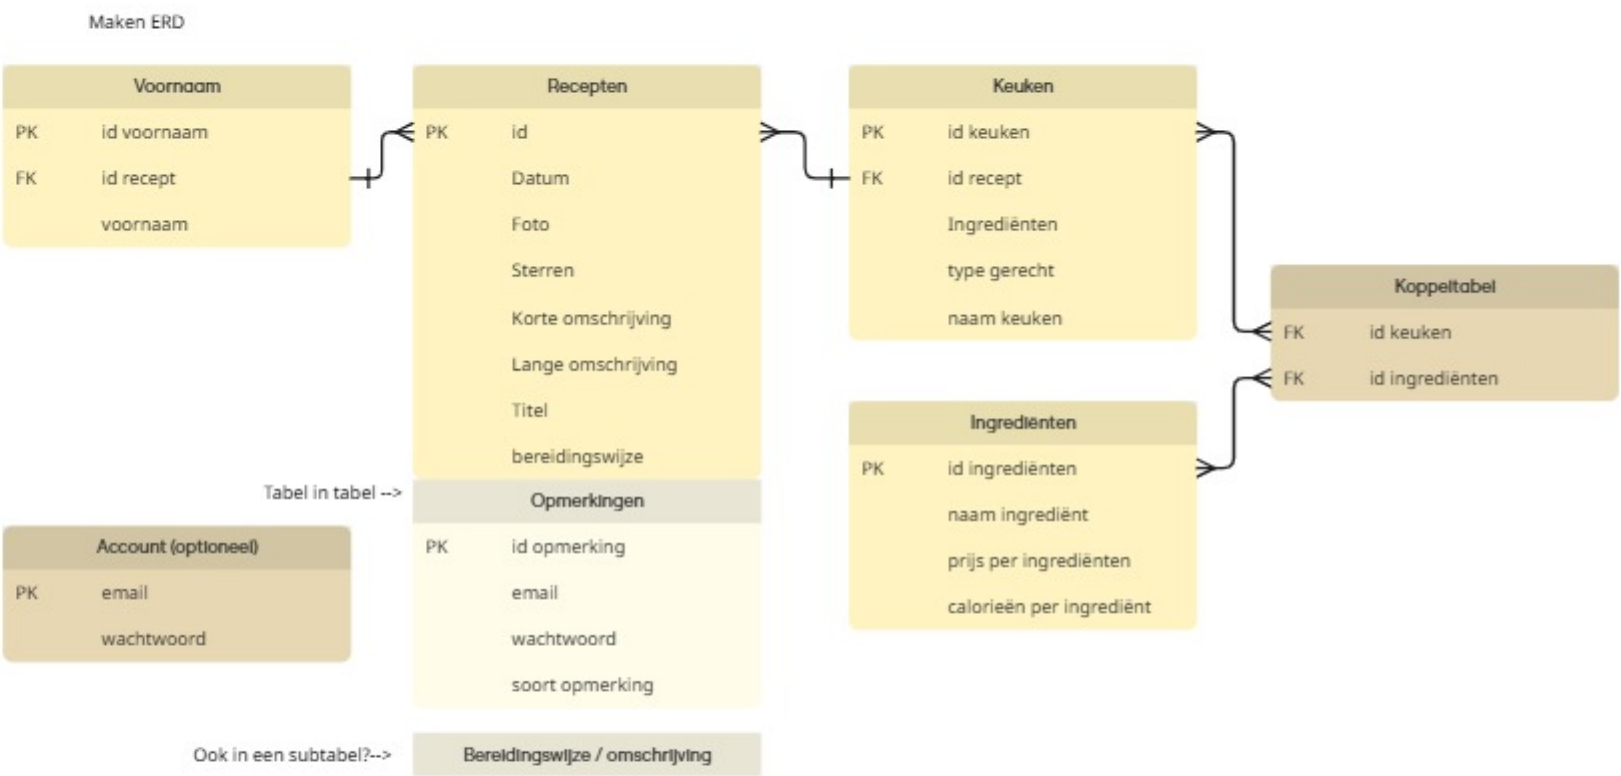 Maken ERD
Voornaam
PK id voornaam
FK id recept
voornaam
Recepten
PK id
Datum
Foto
Sterren
Korte omschrijving
Lange omschrijving
Titel
bereidingswijze
Keuken
PK id keuken
FK id recept
Ingrediënten
type gerecht
naam keuken
Koppeltabel
FK id keuken
FK id ingrediënten
Ingrediënten
PK id ingrediënten
naam ingrediënt
prijs per ingrediënten
calorieën per ingrediënt
Tabel in tabel -->
Opmerkingen
PK id opmerking
email
wachtwoord
soort opmerking
Account (optioneel)
PK email
wachtwoord
Ook in een subtabel?-->
Bereidingswijze / omschrijving